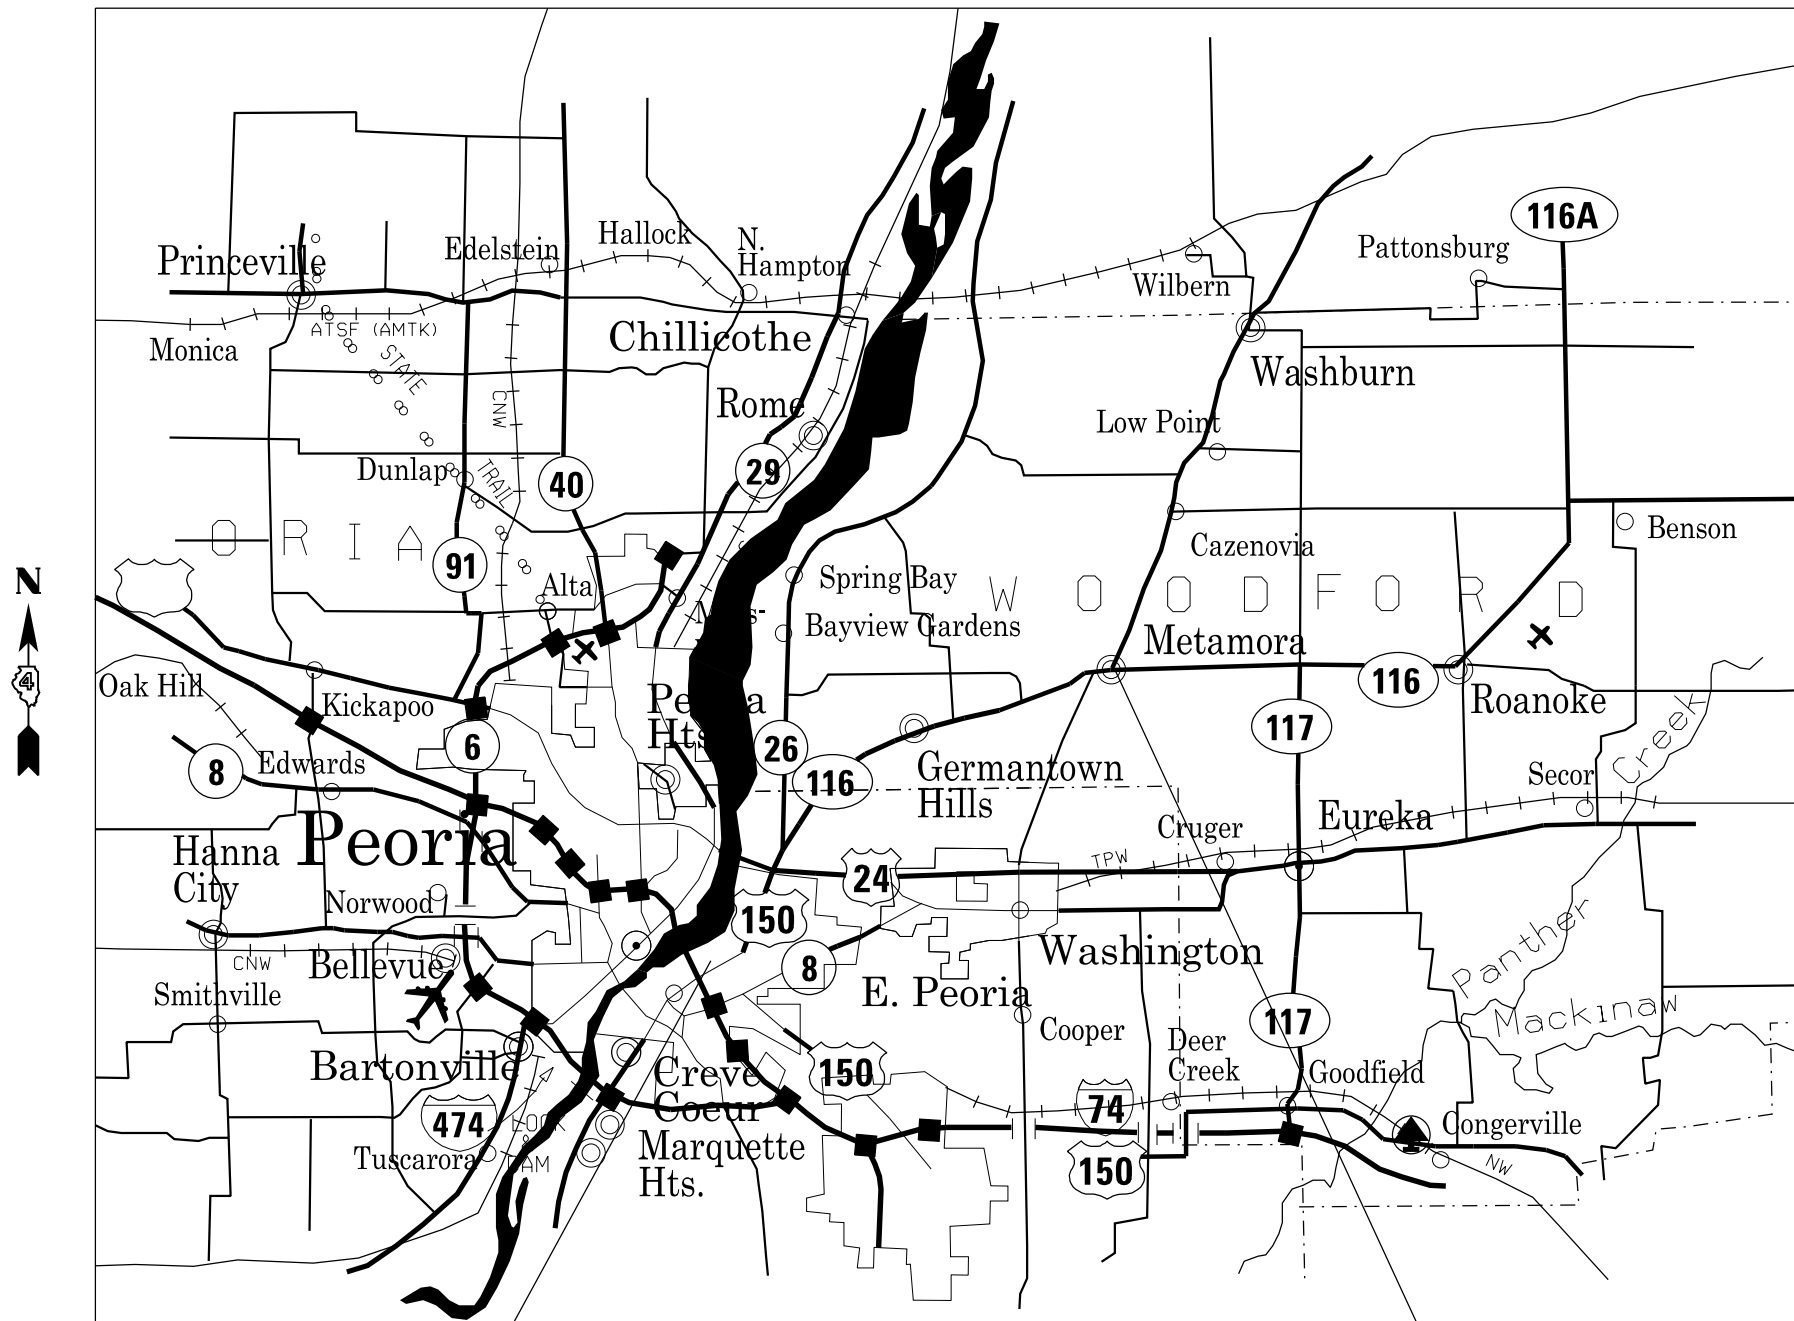 116A
N.
Hampton
Hallock
Edelstein
Princeville
Pattonsburg
Wilbern
ATSF (AMTK)
Monica
Chillicothe
STATE
Washburn
CNW
Rome
Low Point
Dunlap
TRAIL
40
29
Benson
O R I A
Cazenovia
91
Spring Bay
N
Alta
W O O D F O R D
Bayview Gardens
Metamora
4
Oak Hill
116
Kickapoo
Hts
Roanoke
117
6
26
Creek
8
Edwards
116
Germantown
Hills
Secor
Peoria
Eureka
Cruger
Hanna
City
TPW
24
Norwood
150
Panther
CNW
Bellevue
8
Washington
Smithville
E. Peoria
Mackinaw
117
Cooper
Deer
Creek
Bartonville
Creve
Coeur
150
Goodfield
74
474
LOCK
&
Congerville
Marquette
Hts.
Tuscarora
150
NW